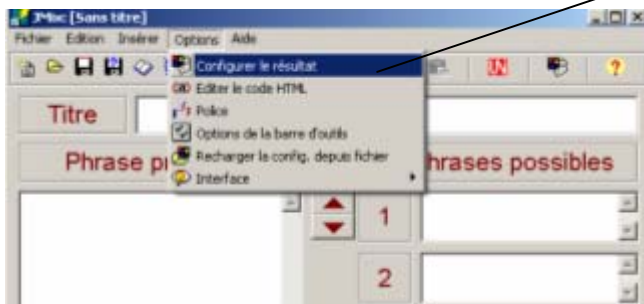 JMix [Sans titre]
Fichier Edition Insérer Options Aide
Configurer le résultat
Editer le code HTML
Police
Options de la barre d'outils
Recharger la config. depuis fichier
Interface
Titre
Phrase p
hrases possibles
1
2